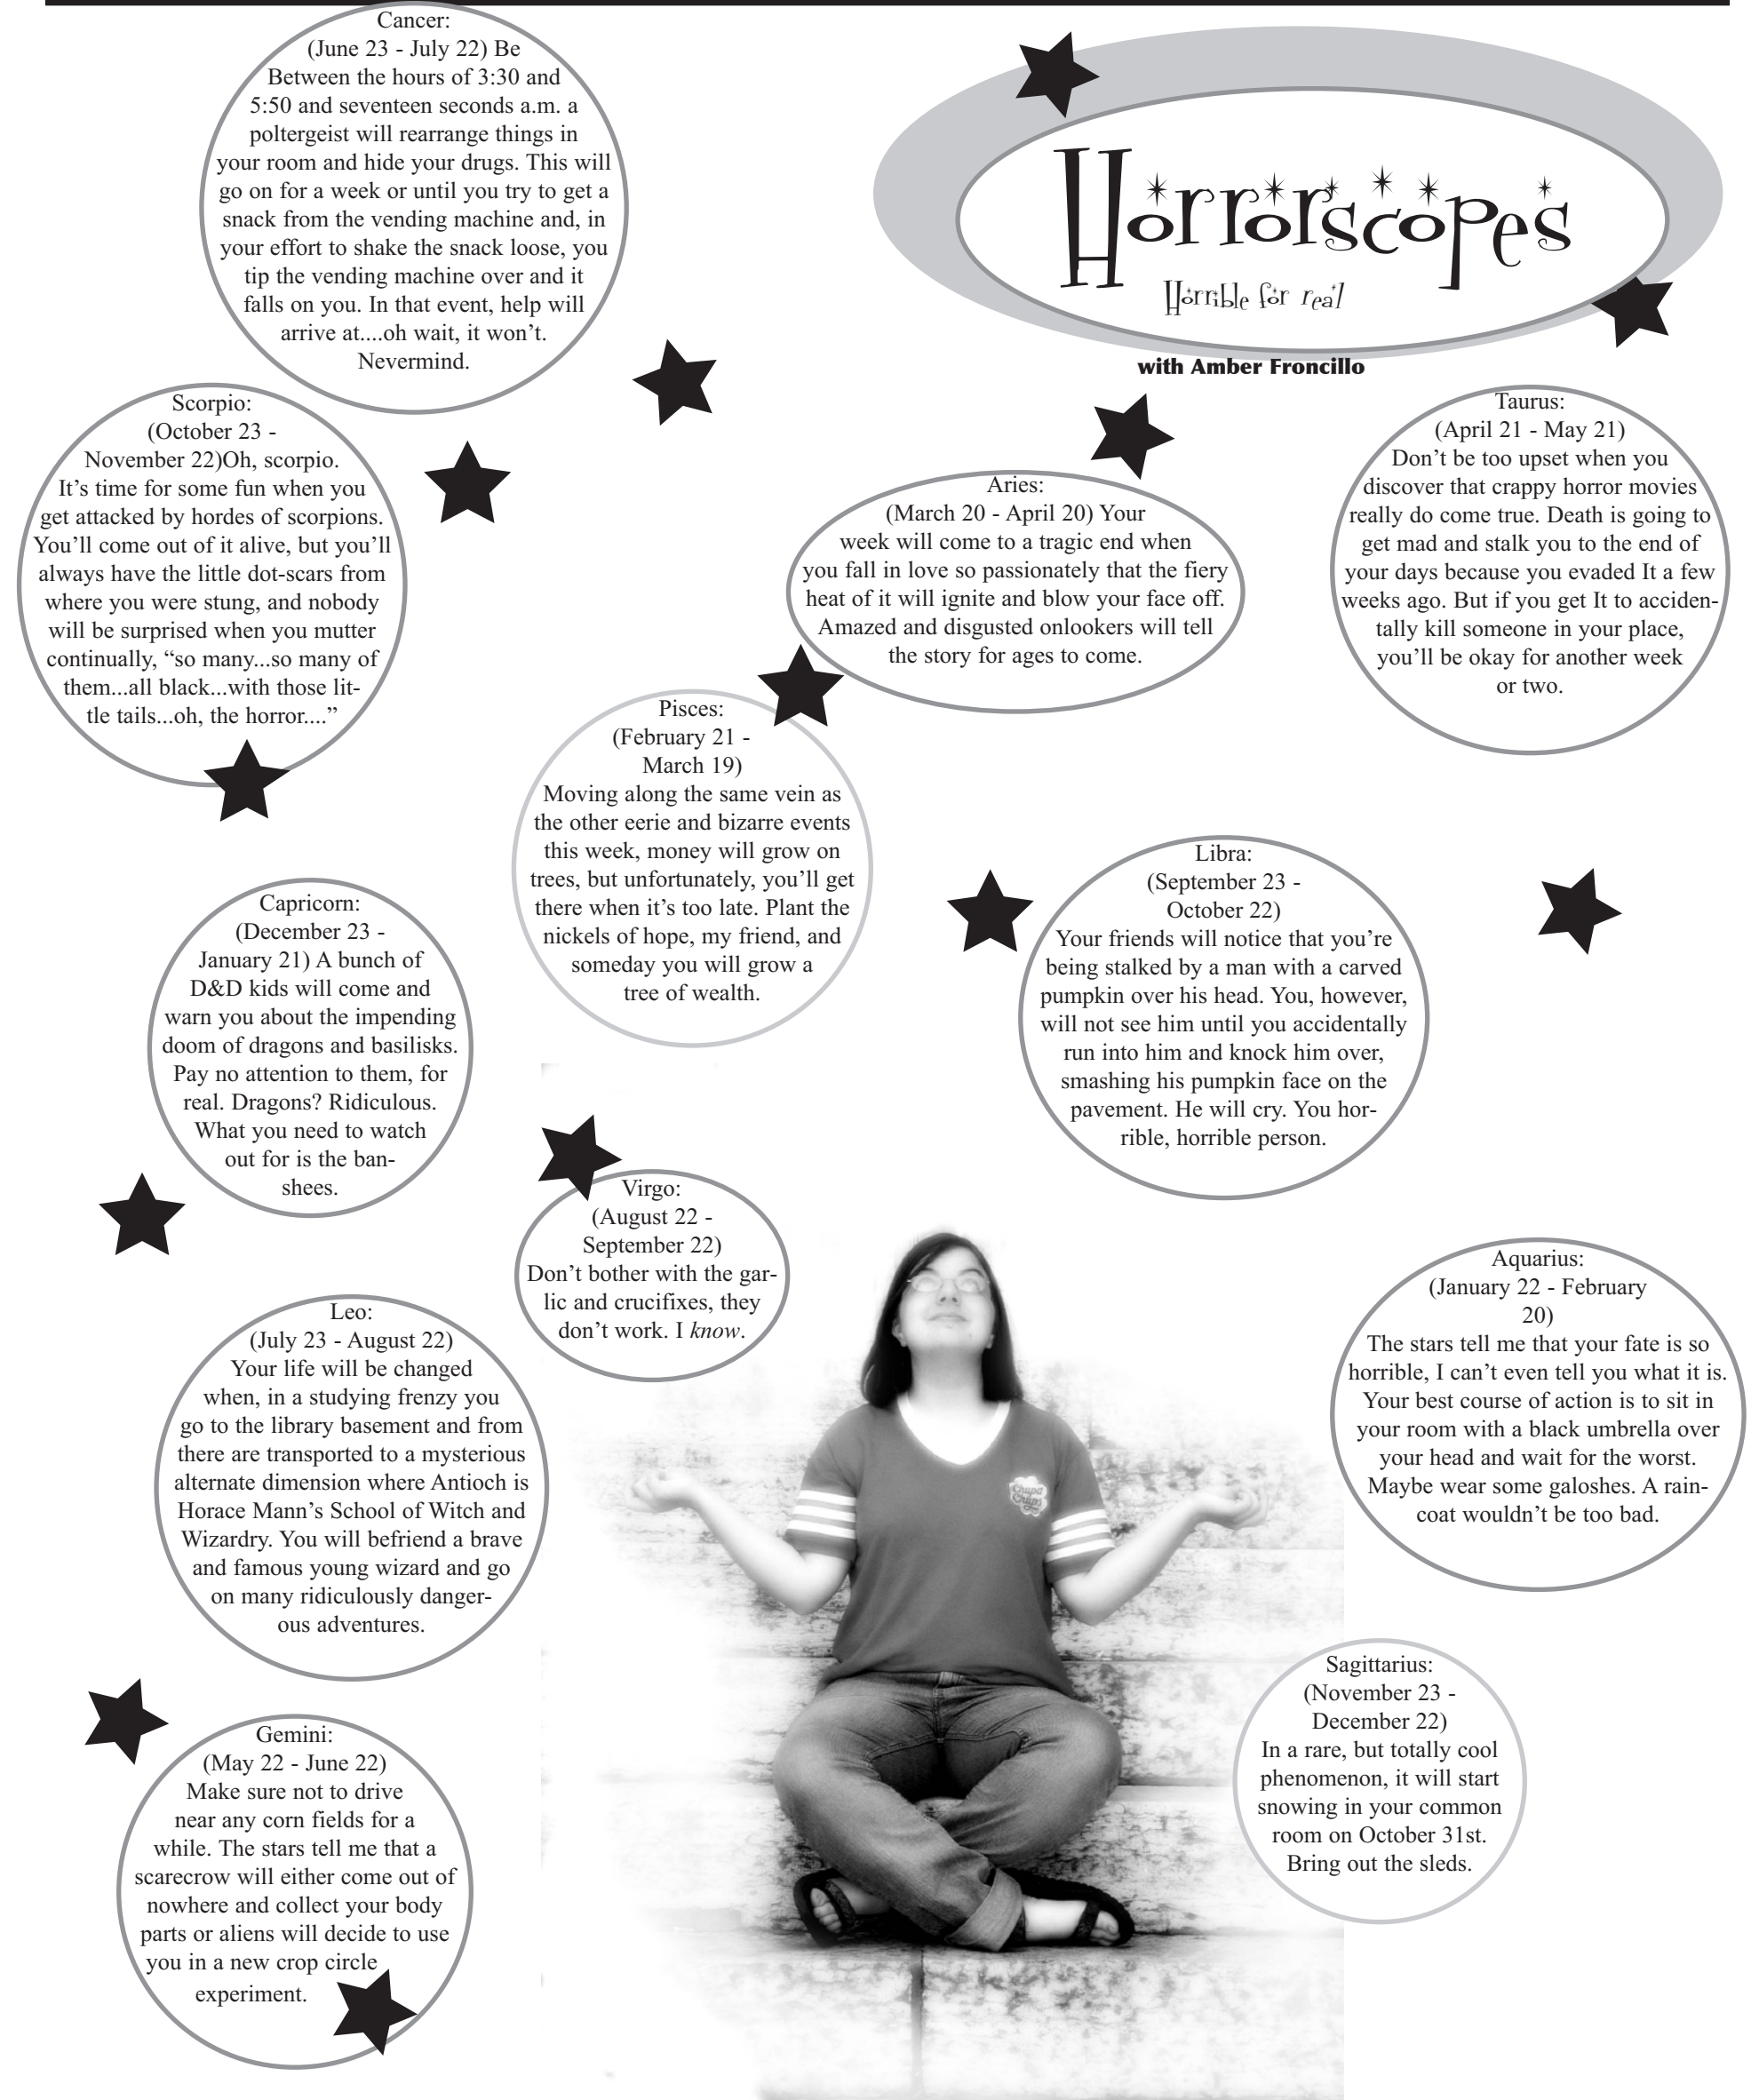 Cancer:
(June 23 - July 22) Be
Between the hours of 3:30 and
5:50 and seventeen seconds a.m. a
poltergeist will rearrange things in
your room and hide your drugs. This will
go on for a week or until you try to get a
snack from the vending machine and, in
your effort to shake the snack loose, you
tip the vending machine over and it
falls on you. In that event, help will
arrive at....oh wait, it won't.
Nevermind.
Horrorscopes
Horrible for real
with Amber Froncillo
Scorpio:
(October 23 -
November 22)Oh, scorpio.
It's time for some fun when you
get attacked by hordes of scorpions.
You'll come out of it alive, but you'll
always have the little dot-scars from
where you were stung, and nobody
will be surprised when you mutter
continually, “so many...so many of
them...all black...with those lit-
tle tails...oh, the horror....”
Aries:
(March 20 - April 20) Your
week will come to a tragic end when
you fall in love so passionately that the fiery
heat of it will ignite and blow your face off.
Amazed and disgusted onlookers will tell
the story for ages to come.
Taurus:
(April 21 - May 21)
Don't be too upset when you
discover that crappy horror movies
really do come true. Death is going to
get mad and stalk you to the end of
your days because you evaded It a few
weeks ago. But if you get It to acciden-
tally kill someone in your place,
you'll be okay for another week
or two.
Pisces:
(February 21 -
March 19)
Moving along the same vein as
the other eerie and bizarre events
this week, money will grow on
trees, but unfortunately, you'll get
there when it's too late. Plant the
nickels of hope, my friend, and
someday you will grow a
tree of wealth.
Libra:
(September 23 -
October 22)
Your friends will notice that you're
being stalked by a man with a carved
pumpkin over his head. You, however,
will not see him until you accidentally
run into him and knock him over,
smashing his pumpkin face on the
pavement. He will cry. You hor-
rible, horrible person.
Capricorn:
(December 23 -
January 21) A bunch of
D&D kids will come and
warn you about the impending
doom of dragons and basilisks.
Pay no attention to them, for
real. Dragons? Ridiculous.
What you need to watch
out for is the ban-
shees.
Virgo:
(August 22 -
September 22)
Don't bother with the gar-
lic and crucifixes, they
don't work. I know.
Aquarius:
(January 22 - February
20)
The stars tell me that your fate is so
horrible, I can't even tell you what it is.
Your best course of action is to sit in
your room with a black umbrella over
your head and wait for the worst.
Maybe wear some galoshes. A rain-
coat wouldn't be too bad.
Leo:
(July 23 - August 22)
Your life will be changed
when, in a studying frenzy you
go to the library basement and from
there are transported to a mysterious
alternate dimension where Antioch is
Horace Mann's School of Witch and
Wizardry. You will befriend a brave
and famous young wizard and go
on many ridiculously danger-
ous adventures.
Chupa
Chups
Sagittarius:
(November 23 -
December 22)
In a rare, but totally cool
phenomenon, it will start
snowing in your common
room on October 31st.
Bring out the sleds.
Gemini:
(May 22 - June 22)
Make sure not to drive
near any corn fields for a
while. The stars tell me that a
scarecrow will either come out of
nowhere and collect your body
parts or aliens will decide to use
you in a new crop circle
experiment.